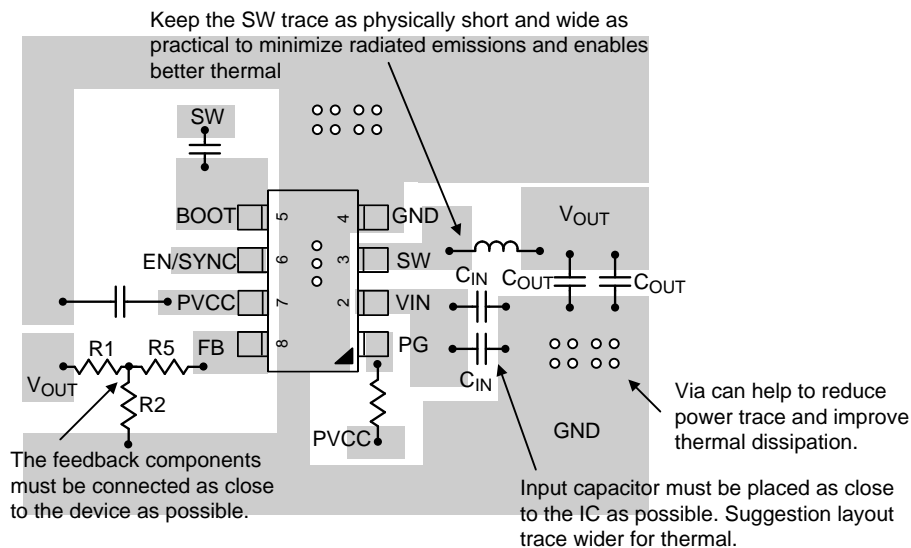 Keep the SW trace as physically short and wide as
practical to minimize radiated emissions and enables
better thermal
SW
BOOT
5
4
GND
VOUT
EN/SYNC
6
3
SW
CIN
COUT
COUT
PVCC
7
2
VIN
R1
R5
FB
8
PG
VOUT
CIN
R2
PVCC
GND
Via can help to reduce
power trace and improve
thermal dissipation.
The feedback components
must be connected as close
to the device as possible.
Input capacitor must be placed as close
to the IC as possible. Suggestion layout
trace wider for thermal.